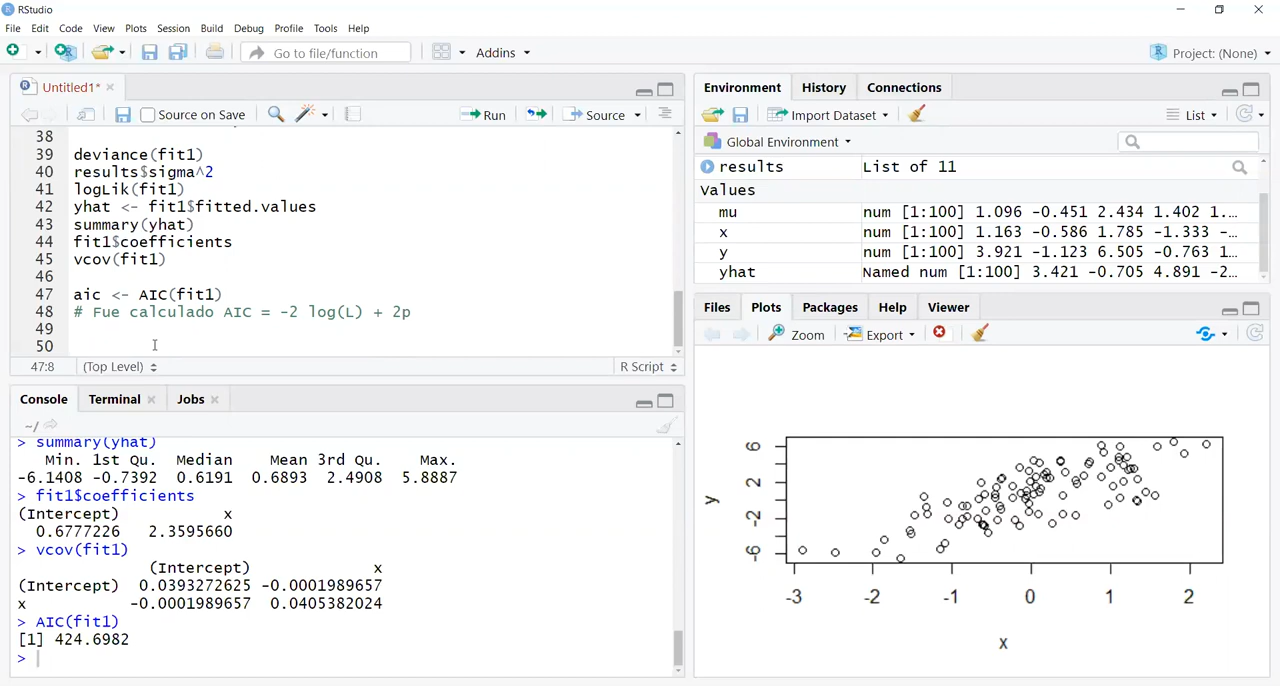 RStudio
File Edit Code View Plots Session Build Debug Profile Tools Help
Go to file/function Addins Project: (None)
Untitled1*
Source on Save Run Source
38
39 deviance(fit1)
40 results$sigma^2
41 logLik(fit1)
42 yhat <- fit1$fitted.values
43 summary(yhat)
44 fit1$coefficients
45 vcov(fit1)
46
47 aic <- AIC(fit1)
48 # Fue calculado AIC = -2 log(L) + 2p
49
50
47:8 (Top Level) R Script
Console Terminal Jobs
~/
> summary(yhat)
Min. 1st Qu. Median Mean 3rd Qu. Max.
-6.1408 -0.7392 0.6191 0.6893 2.4908 5.8887
> fit1$coefficients
(Intercept) x
0.6777226 2.3595660
> vcov(fit1)
(Intercept) x
(Intercept) 0.0393272625 -0.0001989657
x -0.0001989657 0.0405382024
> AIC(fit1)
[1] 424.6982
>
Environment History Connections
Import Dataset List
Global Environment
results List of 11
Values
mu num [1:100] 1.096 -0.451 2.434 1.402 1.…
x num [1:100] 1.163 -0.586 1.785 -1.333 -…
y num [1:100] 3.921 -1.123 6.505 -0.763 1…
yhat Named num [1:100] 3.421 -0.705 4.891 -2…
Files Plots Packages Help Viewer
Zoom Export
y
6
2
-2
-6
-3 -2 -1 0 1 2
x